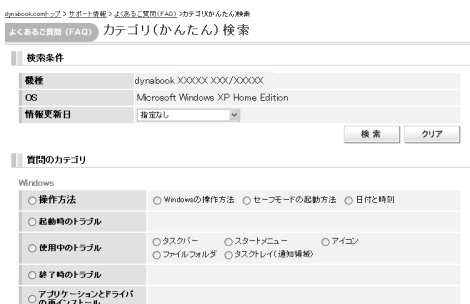 dynabook.comトップ > サポート情報 > よくあるご質問(FAQ) >カテゴリ(かんたん)検索
よくあるご質問 (FAQ) カテゴリ(かんたん)検索
検索条件
機種 dynabook XXXXX XXX/XXXXX
OS Microsoft Windows XP Home Edition
情報更新日 指定なし
検索 クリア
質問のカテゴリ
Windows
操作方法 Windowsの操作方法 セーフモードの起動方法 日付と時刻
起動時のトラブル
使用中のトラブル タスクバー スタートメニュー アイコン
ファイルフォルダ タスクトレイ(通知領域)
終了時のトラブル
アプリケーションとドライバ
の再インストール